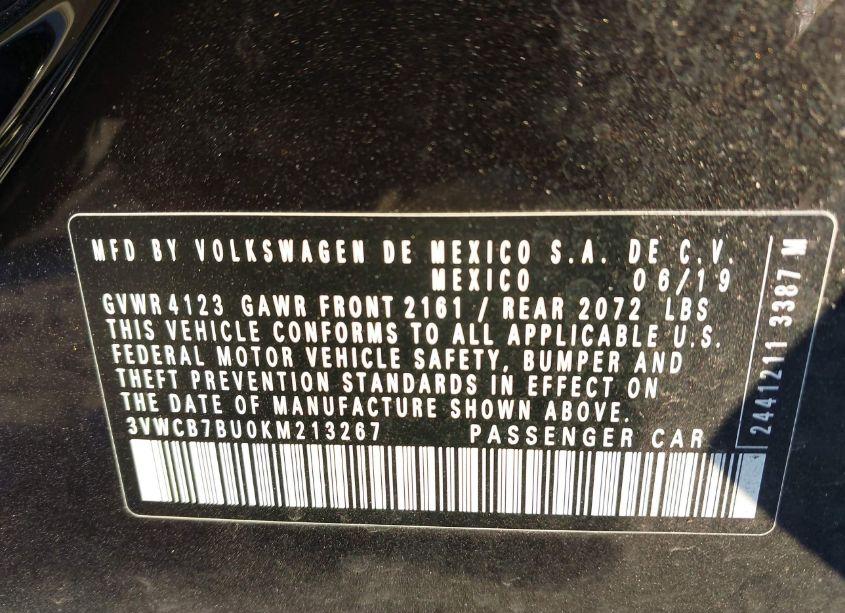 MFD BY VOLKSWAGEN DE MEXICO S.A. DE C.V.
MEXICO 06/19
GVWR 4123 GAWR FRONT 2161 / REAR 2072 LBS
THIS VEHICLE CONFORMS TO ALL APPLICABLE U.S.
FEDERAL MOTOR VEHICLE SAFETY, BUMPER AND
THEFT PREVENTION STANDARDS IN EFFECT ON
THE DATE OF MANUFACTURE SHOWN ABOVE.
3VWCB7BU0KM213267 PASSENGER CAR
2441211 3387 M